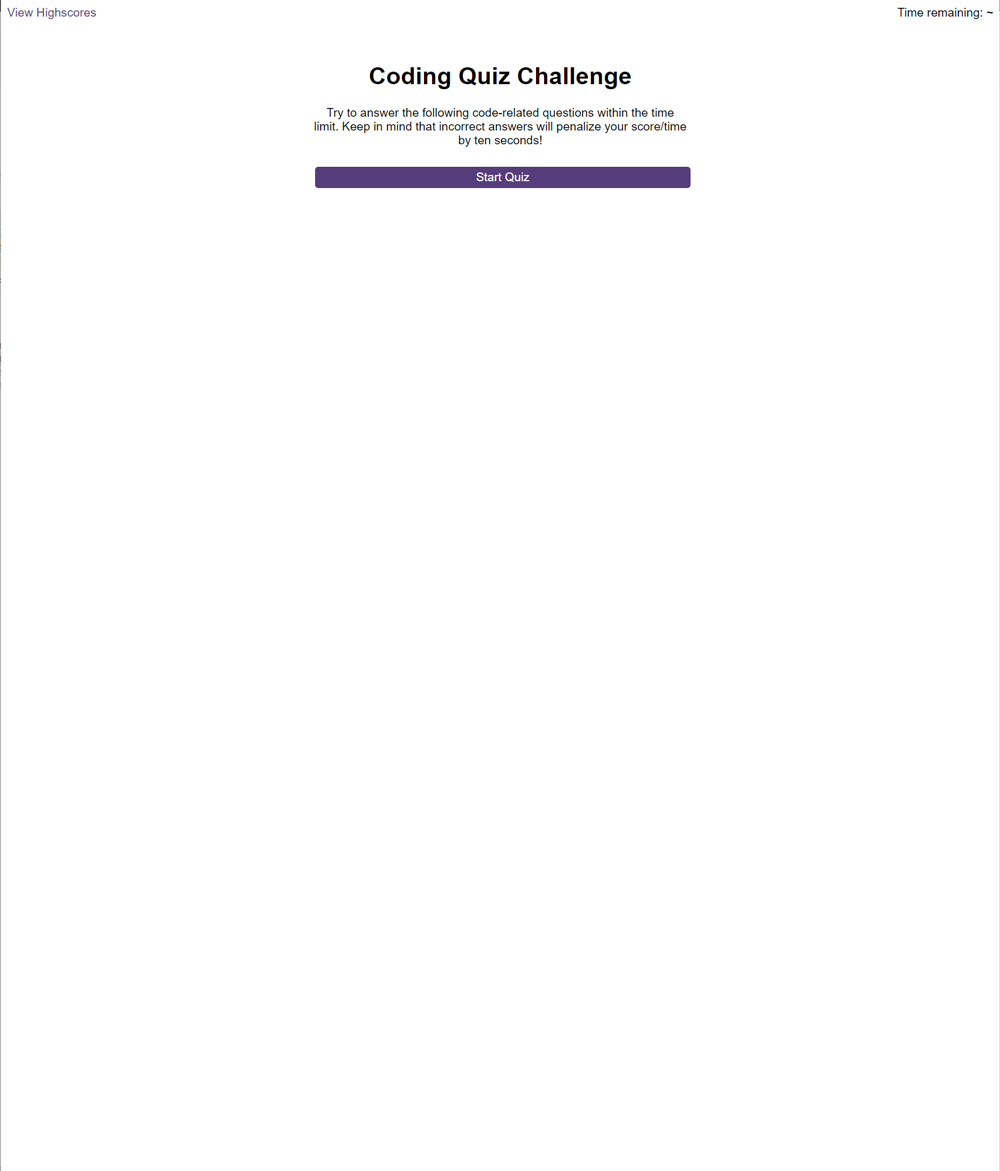 View Highscores
Time remaining: ~
Coding Quiz Challenge
Try to answer the following code-related questions within the time
limit. Keep in mind that incorrect answers will penalize your score/time
by ten seconds!
Start Quiz